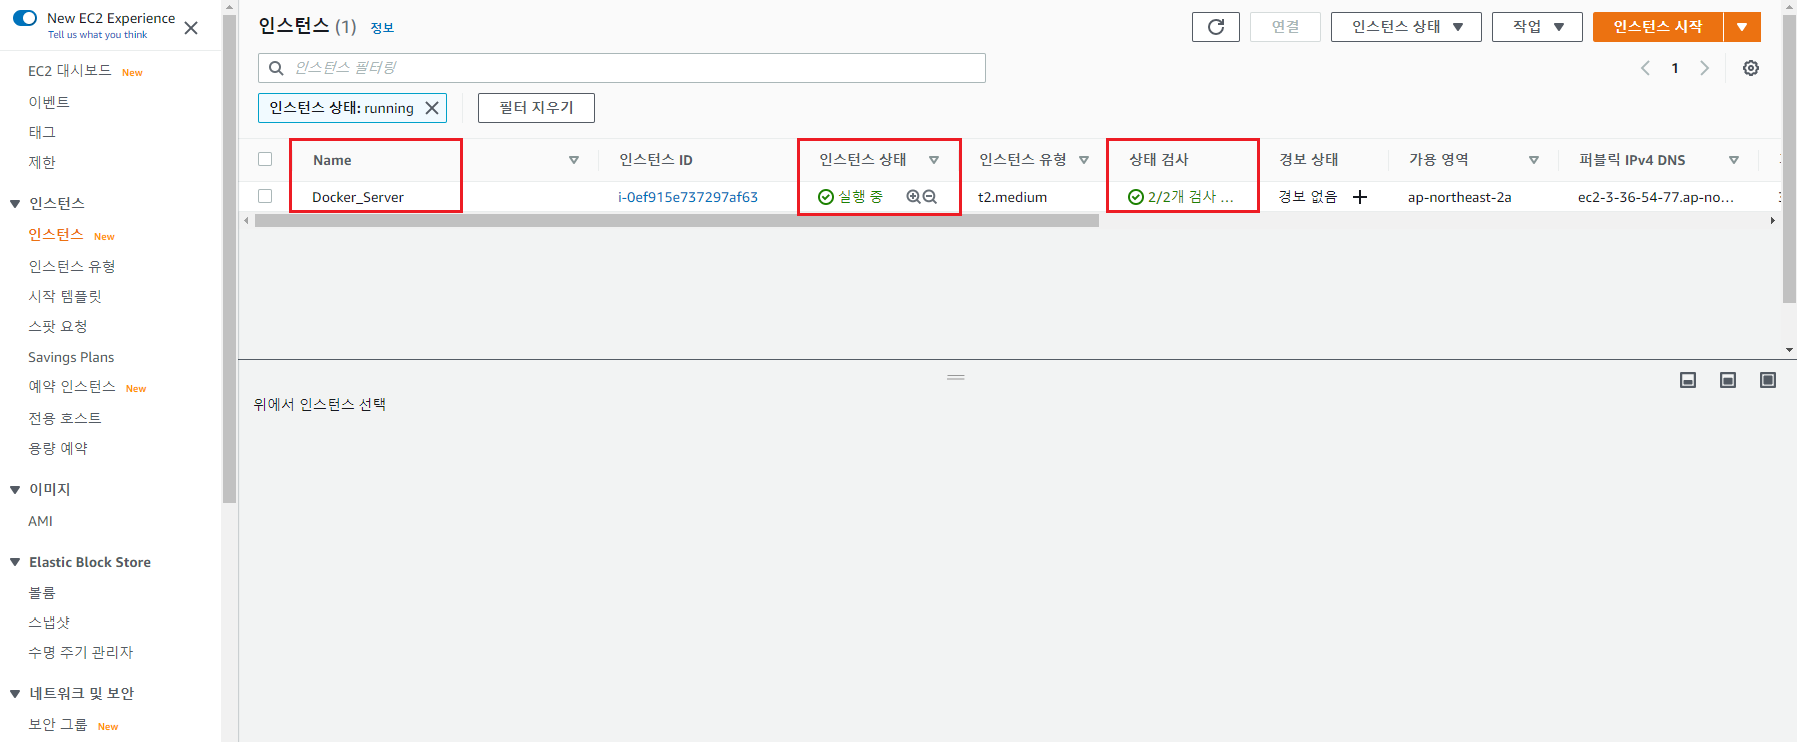 New EC2 Experience
Tell us what you think
EC2 대시보드 New
이벤트
태그
제한
인스턴스
인스턴스 New
인스턴스 유형
시작 템플릿
스팟 요청
Savings Plans
예약 인스턴스 New
전용 호스트
용량 예약
이미지
AMI
Elastic Block Store
볼륨
스냅샷
수명 주기 관리자
네트워크 및 보안
보안 그룹 New
인스턴스 (1) 정보
연결
인스턴스 상태
작업
인스턴스 시작
인스턴스 필터링
1
인스턴스 상태: running
필터 지우기
Name 인스턴스 ID 인스턴스 상태 인스턴스 유형 상태 검사 경보 상태 가용 영역 퍼블릭 IPv4 DNS
Docker_Server i-0ef915e737297af63 실행 중 t2.medium 2/2개 검사 ... 경보 없음 ap-northeast-2a ec2-3-36-54-77.ap-no...
위에서 인스턴스 선택